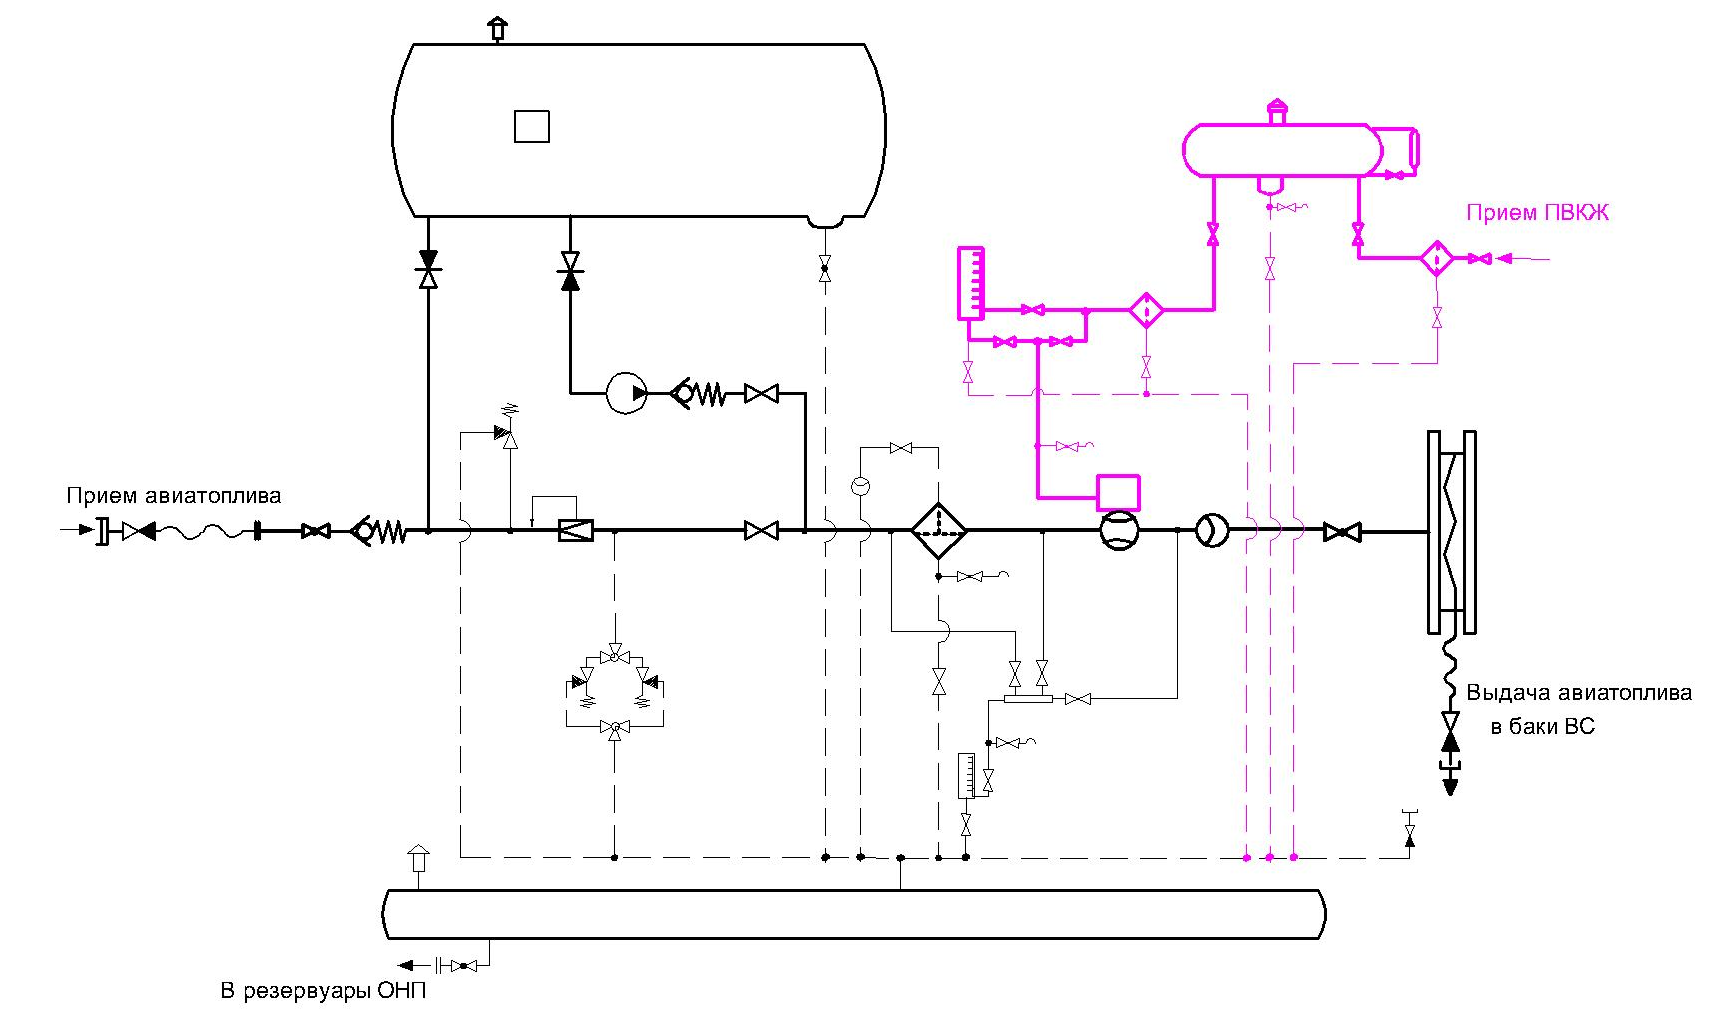 Прием ПВКЖ
Прием авиатоплива
Выдача авиатоплива
в баки ВС
В резервуары ОНП